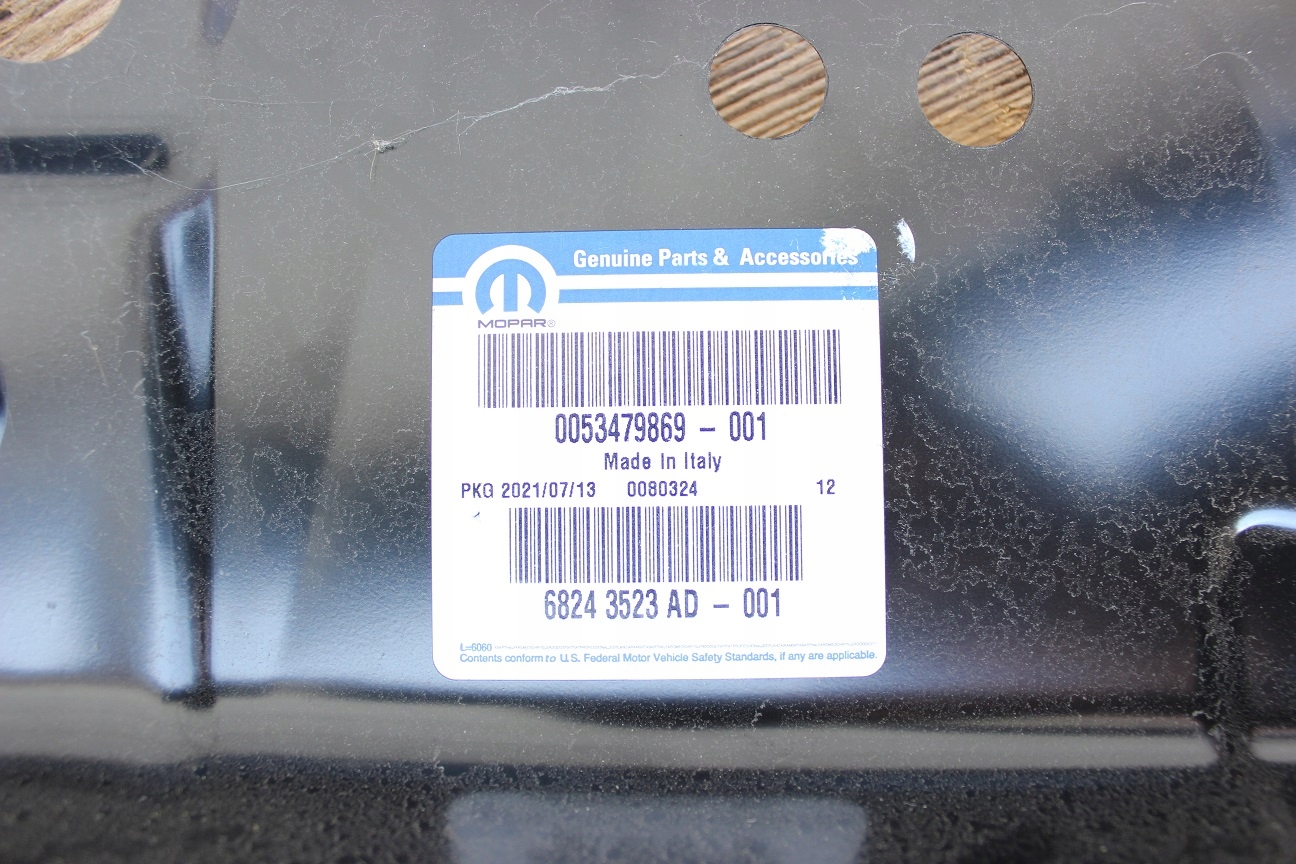 Genuine Parts & Accessories
MOPAR®
0053479869 - 001
Made In Italy
PKG 2021/07/13 0080324 12
6824 3523 AD - 001
L=6060
Contents conform to U.S. Federal Motor Vehicle Safety Standards, if any are applicable.